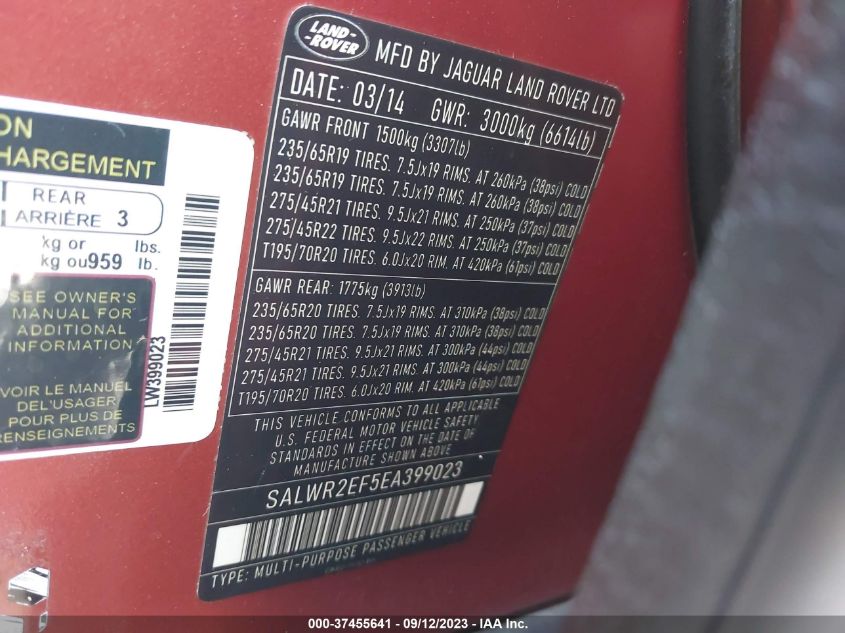 ON
HARGEMENT
REAR
ARRIÈRE 3
kg or lbs.
kg ou959 lb.
SEE OWNER'S
MANUAL FOR
ADDITIONAL
INFORMATION
VOIR LE MANUEL
DEL'USAGER
POUR PLUS DE
RENSEIGNEMENTS
LW399023
LAND-
-ROVER
MFD BY JAGUAR LAND ROVER LTD
DATE: 03/14 GWR: 3000kg (6614lb)
GAWR FRONT 1500kg (3307lb)
235/65R19 TIRES. 7.5Jx19 RIMS. AT 260kPa (38psi) COLD
235/65R19 TIRES. 7.5Jx19 RIMS. AT 260kPa (38psi) COLD
275/45R21 TIRES. 9.5Jx21 RIMS. AT 250kPa (37psi) COLD
275/45R22 TIRES. 9.5Jx22 RIMS. AT 250kPa (37psi) COLD
T195/70R20 TIRES. 6.0Jx20 RIM. AT 420kPa (61psi) COLD
GAWR REAR: 1775kg (3913lb)
235/65R20 TIRES. 7.5Jx19 RIMS. AT 310kPa (38psi) COLD
235/65R20 TIRES. 7.5Jx19 RIMS. AT 310kPa (38psi) COLD
275/45R21 TIRES. 9.5Jx21 RIMS. AT 300kPa (44psi) COLD
275/45R21 TIRES. 9.5Jx21 RIMS. AT 300kPa (44psi) COLD
T195/70R20 TIRES. 6.0Jx20 RIM. AT 420kPa (61psi) COLD
THIS VEHICLE CONFORMS TO ALL APPLICABLE
U.S. FEDERAL MOTOR VEHICLE SAFETY
STANDARDS IN EFFECT ON THE DATE OF
MANUFACTURE SHOWN ABOVE
SALWR2EF5EA399023
TYPE: MULTI-PURPOSE PASSENGER VEHICLE
000-37455641 - 09/12/2023 - IAA Inc.